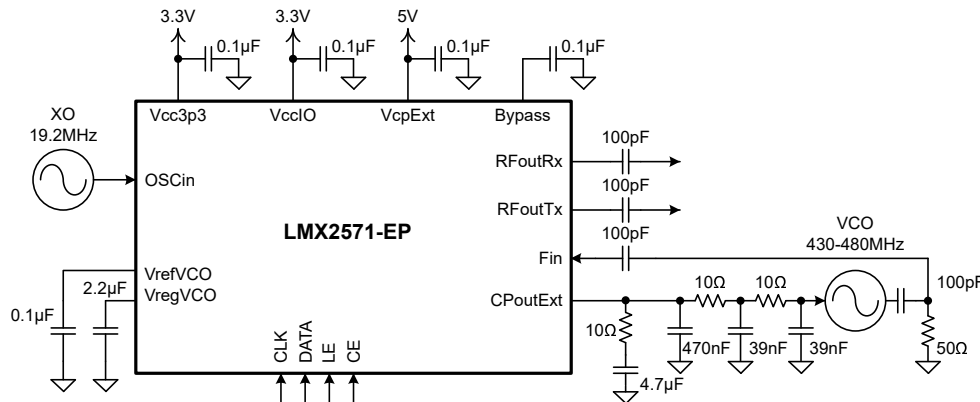 3.3V
3.3V
5V
0.1µF
0.1µF
0.1µF
0.1µF
Vcc3p3
VccIO
VcpExt
Bypass
XO
19.2MHz
OSCin
LMX2571-EP
RFoutRx
100pF
RFoutTx
100pF
100pF
Fin
VCO
430-480MHz
100pF
VrefVCO
VregVCO
2.2µF
0.1µF
CPoutExt
10Ω
10Ω
10Ω
470nF
39nF
39nF
50Ω
4.7µF
CLK
DATA
LE
CE